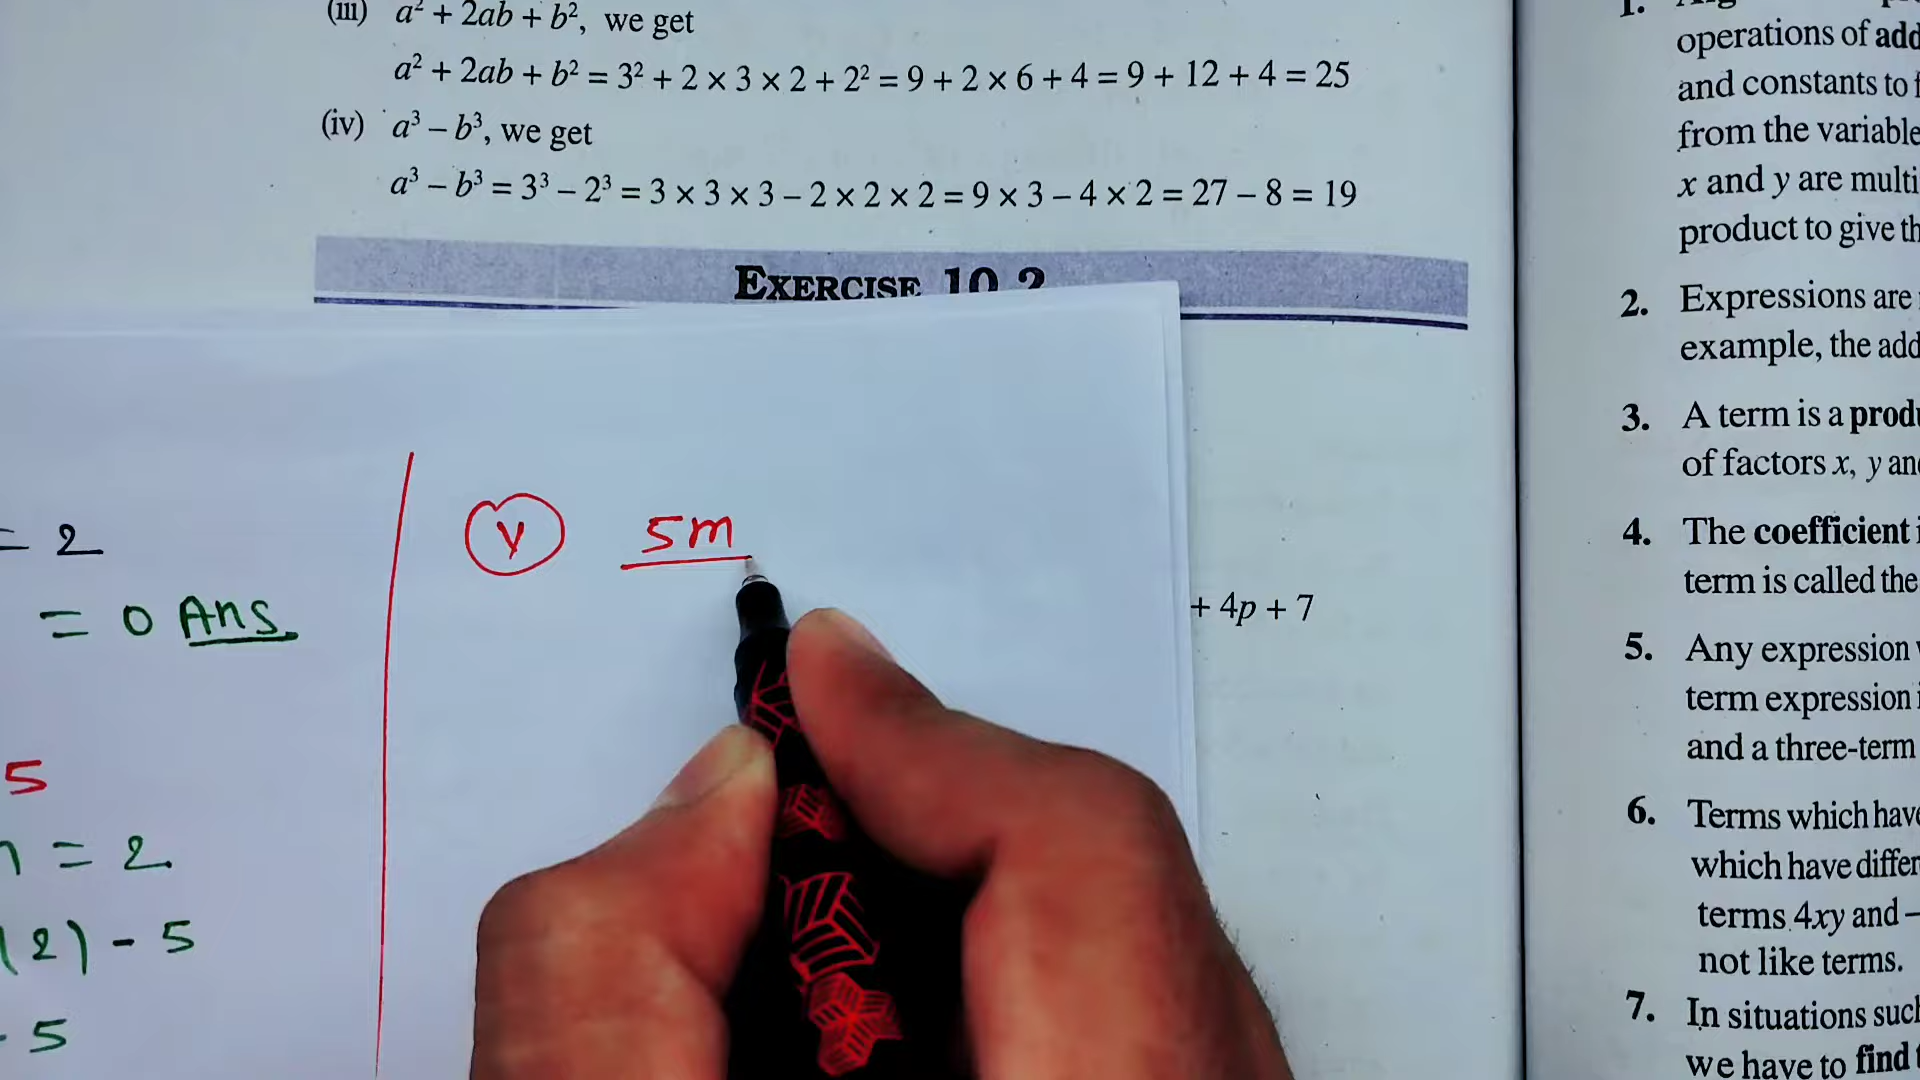 (iii) a² + 2ab + b², we get
a² + 2ab + b² = 3² + 2 × 3 × 2 + 2² = 9 + 2 × 6 + 4 = 9 + 12 + 4 = 25
(iv) a³ – b³, we get
a³ – b³ = 3³ – 2³ = 3 × 3 × 3 – 2 × 2 × 2 = 9 × 3 – 4 × 2 = 27 – 8 = 19
EXERCISE 10.2
= 2
= 0 Ans
5
= 2
(2) - 5
- 5
V 5m
+ 4p + 7
1.
operations of add
and constants to f
from the variable
x and y are multi
product to give th
2. Expressions are
example, the add
3. A term is a produ
of factors x, y and
4. The coefficient i
term is called the
5. Any expression
term expression i
and a three-term
6. Terms which have
which have differ
terms 4xy and –
not like terms.
7. In situations such
we have to find t